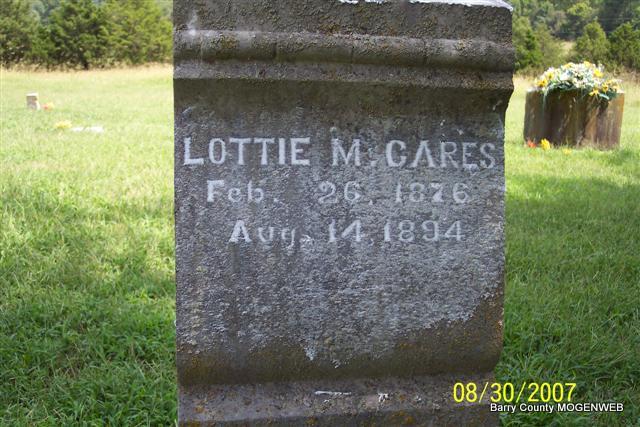 LOTTIE M. CARES
Feb. 26, 1876
Aug. 14, 1894
08/30/2007
Barry County MOGENWEB